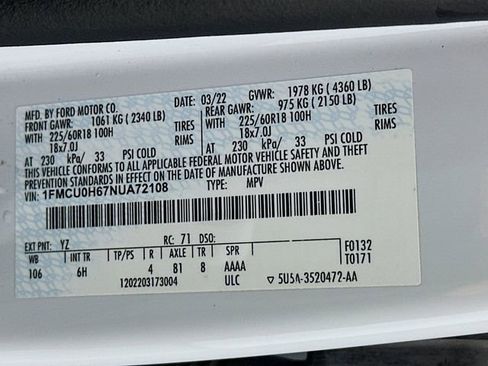 MFD. BY FORD MOTOR CO. DATE: 03/22 GVWR: 1978 KG ( 4360 LB)
FRONT GAWR: 1061 KG ( 2340 LB) REAR GAWR: 975 KG ( 2150 LB)
225/60R18 100H TIRES 225/60R18 100H TIRES
18x7.0J RIMS 18x7.0J RIMS
AT 230 kPa/ 33 PSI COLD AT 230 kPa/ 33 PSI COLD
THIS VEHICLE CONFORMS TO ALL APPLICABLE FEDERAL MOTOR VEHICLE SAFETY AND THEFT PREVENTION STANDARDS
IN EFFECT ON THE DATE OF MANUFACTURE SHOWN ABOVE.
VIN: 1FMCU0H67NUA72108 TYPE: MPV
EXT PNT: YZ RC: 71 DSO: F0132
WB INT TR TP/PS R AXLE TR SPR T0171
106 6H 4 81 8 AAAA
1202203173004 ULC ▽ 5U5A-3520472-AA